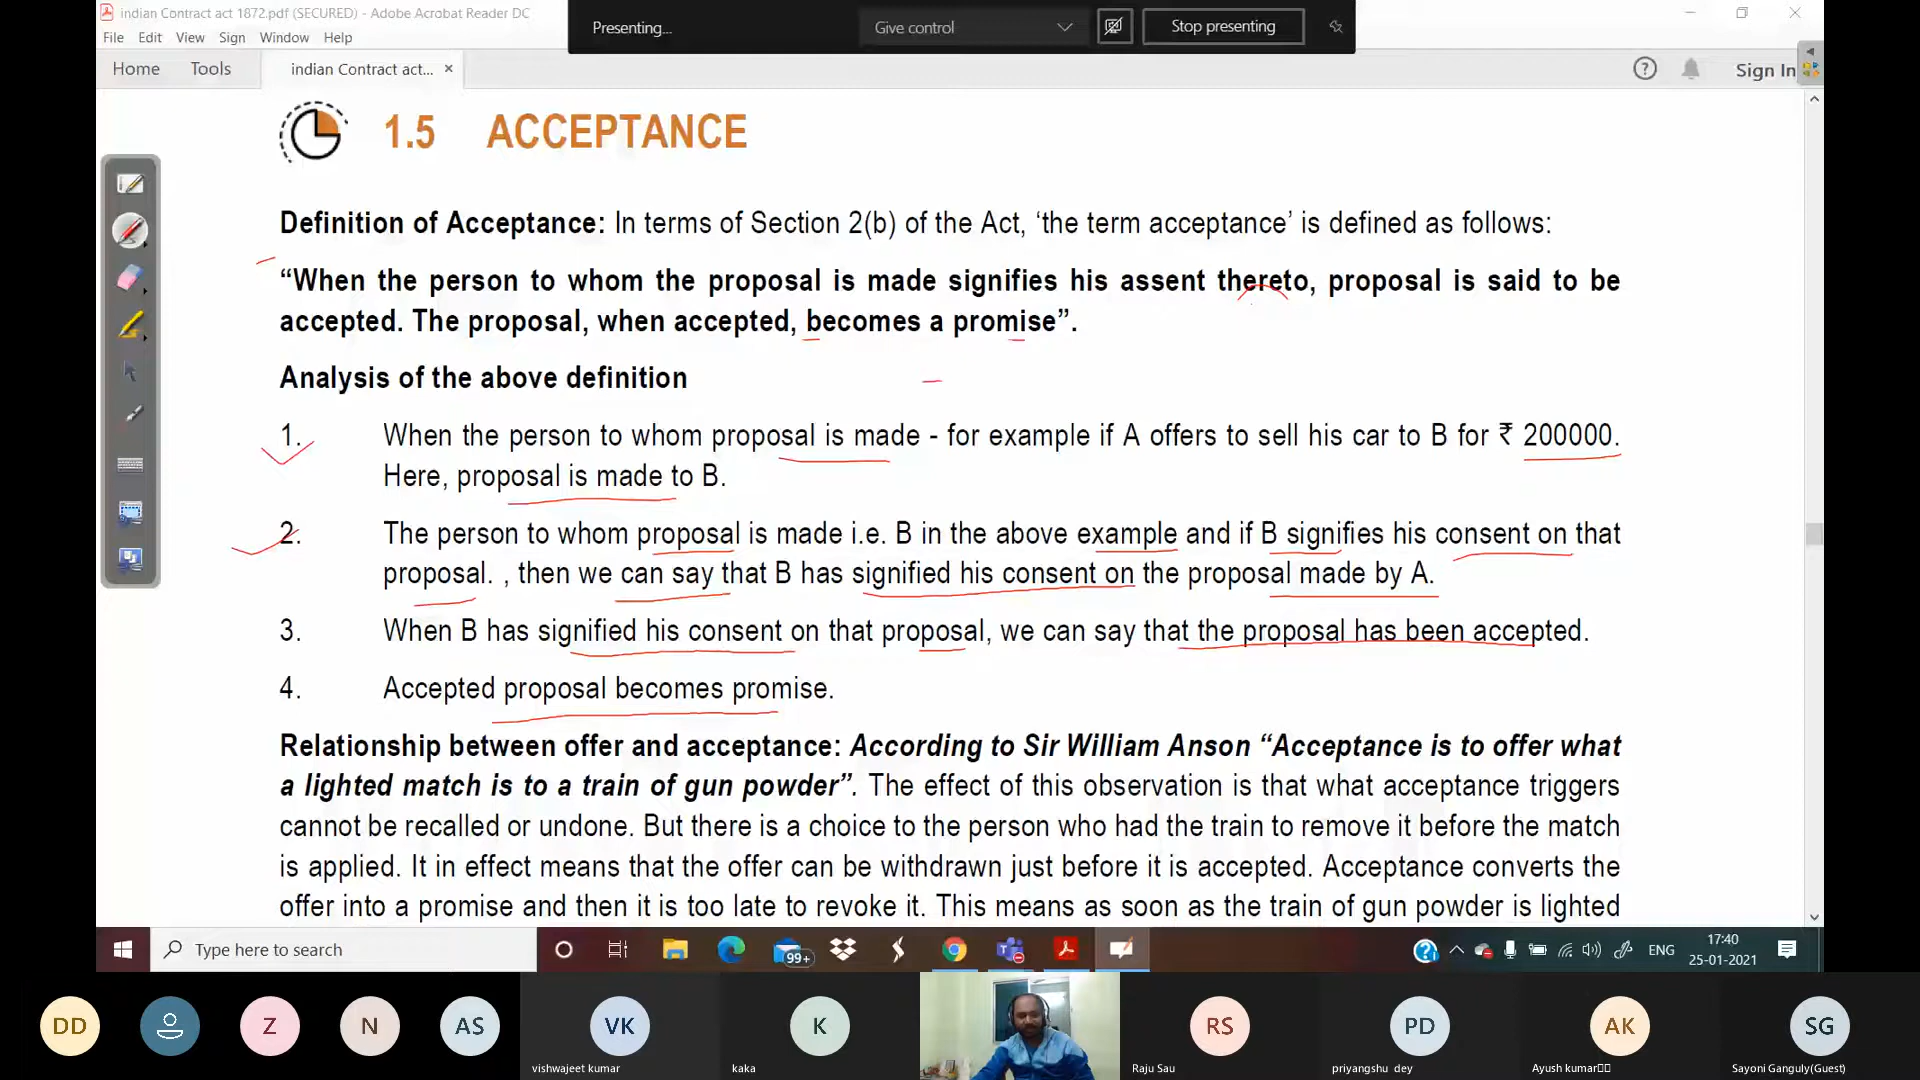 indian Contract act 1872.pdf (SECURED) - Adobe Acrobat Reader DC
Presenting...
Give control
Stop presenting
File Edit View Sign Window Help
Home Tools indian Contract act... ×
Sign In
1.5 ACCEPTANCE
Definition of Acceptance: In terms of Section 2(b) of the Act, ‘the term acceptance’ is defined as follows:
“When the person to whom the proposal is made signifies his assent thereto, proposal is said to be
accepted. The proposal, when accepted, becomes a promise”.
Analysis of the above definition
1. When the person to whom proposal is made - for example if A offers to sell his car to B for ₹ 200000.
Here, proposal is made to B.
2. The person to whom proposal is made i.e. B in the above example and if B signifies his consent on that
proposal. , then we can say that B has signified his consent on the proposal made by A.
3. When B has signified his consent on that proposal, we can say that the proposal has been accepted.
4. Accepted proposal becomes promise.
Relationship between offer and acceptance: According to Sir William Anson “Acceptance is to offer what
a lighted match is to a train of gun powder”. The effect of this observation is that what acceptance triggers
cannot be recalled or undone. But there is a choice to the person who had the train to remove it before the match
is applied. It in effect means that the offer can be withdrawn just before it is accepted. Acceptance converts the
offer into a promise and then it is too late to revoke it. This means as soon as the train of gun powder is lighted
Type here to search
99+
ENG
17:40
25-01-2021
DD Z N AS VK K RS PD AK SG
vishwajeet kumar kaka Raju Sau priyangshu dey Ayush kumar Sayoni Ganguly(Guest)